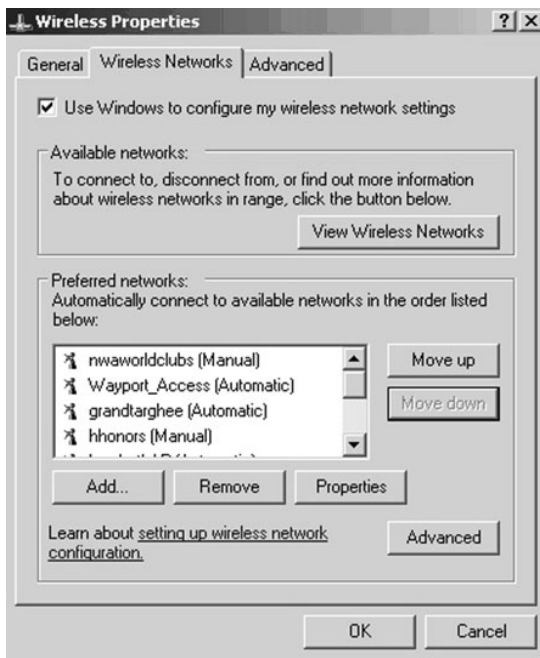 Wireless Properties
General Wireless Networks Advanced
Use Windows to configure my wireless network settings
Available networks:
To connect to, disconnect from, or find out more information
about wireless networks in range, click the button below.
View Wireless Networks
Preferred networks:
Automatically connect to available networks in the order listed
below:
nwaworldclubs (Manual)
Wayport_Access (Automatic)
grandtarghee (Automatic)
hhonors (Manual)
Move up
Move down
Add... Remove Properties
Learn about setting up wireless network
configuration.
Advanced
OK Cancel